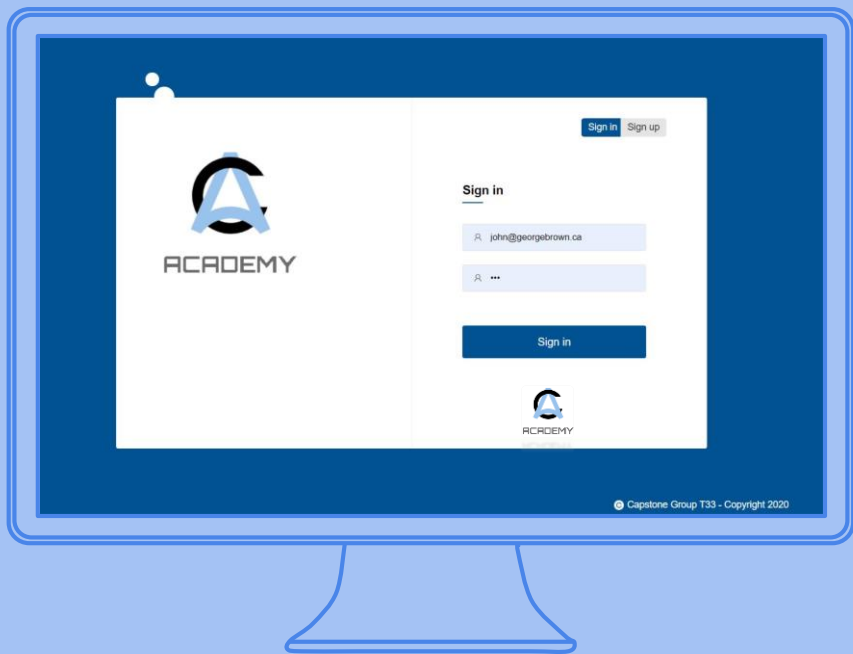 Sign in Sign up
Sign in
john@georgebrown.ca
•••
Sign in
ACADEMY
ACADEMY
© Capstone Group T33 - Copyright 2020